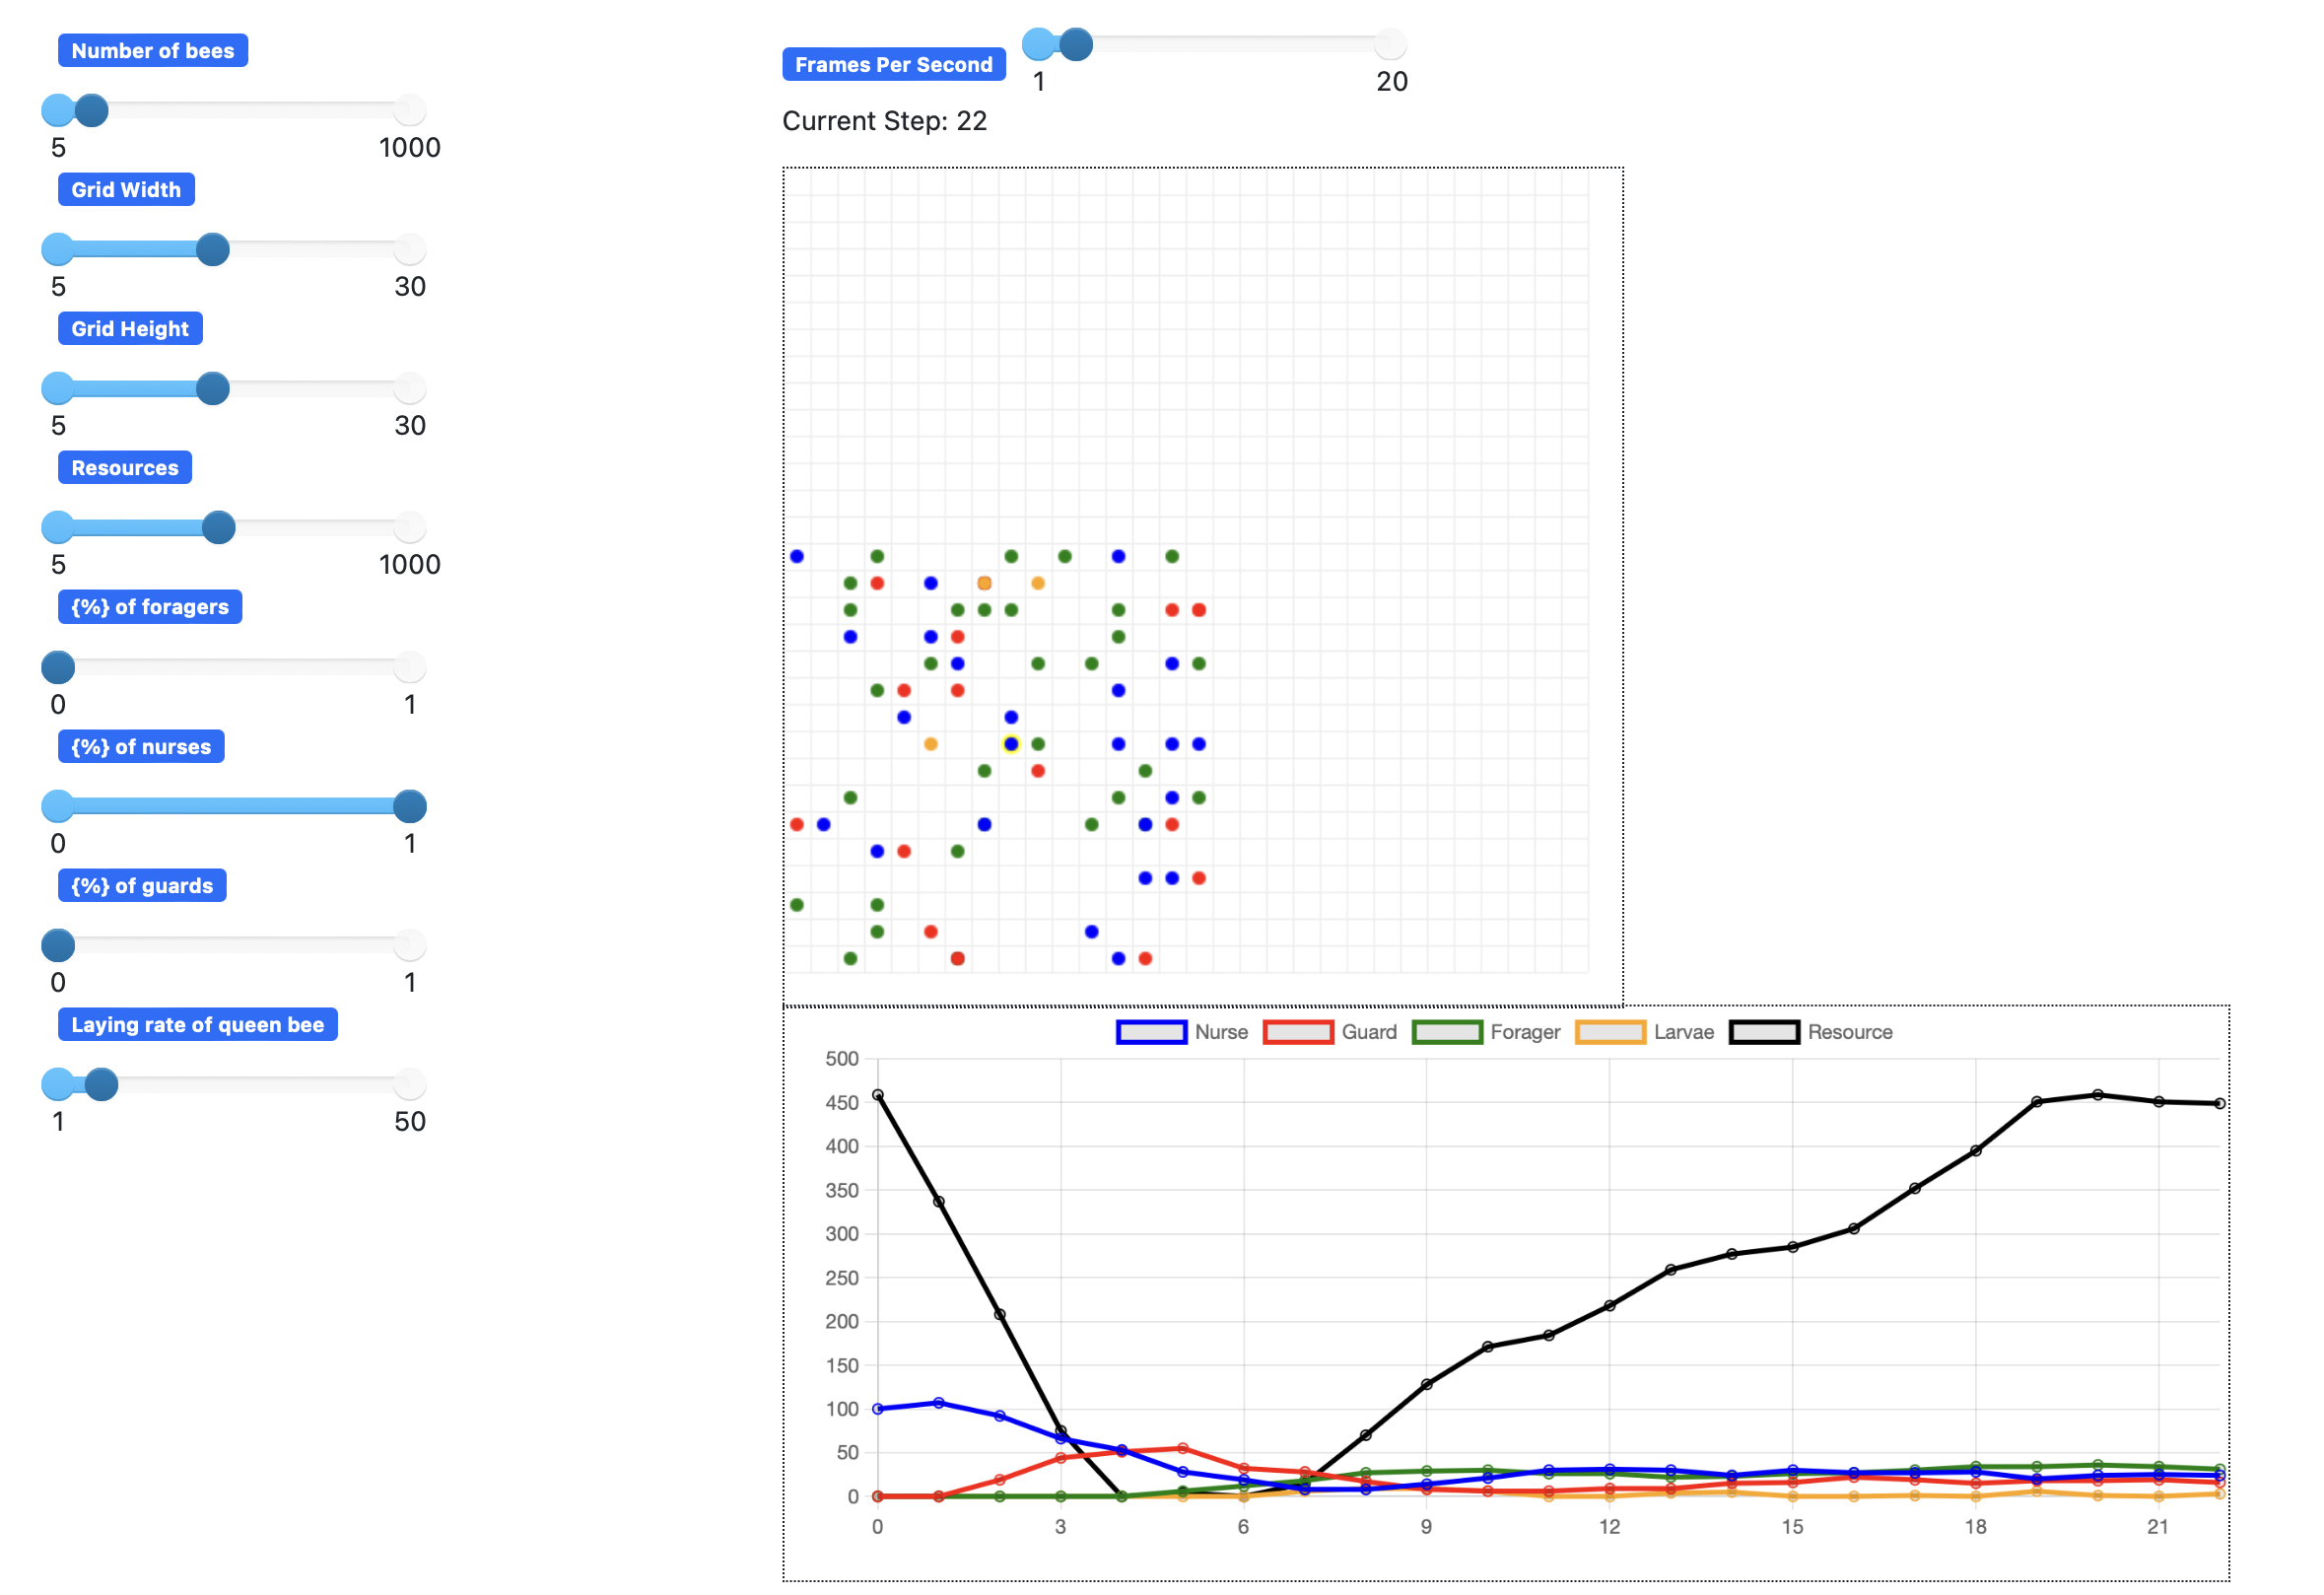 Number of bees
5 1000
Grid Width
5 30
Grid Height
5 30
Resources
5 1000
{%} of foragers
0 1
{%} of nurses
0 1
{%} of guards
0 1
Laying rate of queen bee
1 50
Frames Per Second
1 20
Current Step: 22
Nurse Guard Forager Larvae Resource
500
450
400
350
300
250
200
150
100
50
0
0 3 6 9 12 15 18 21